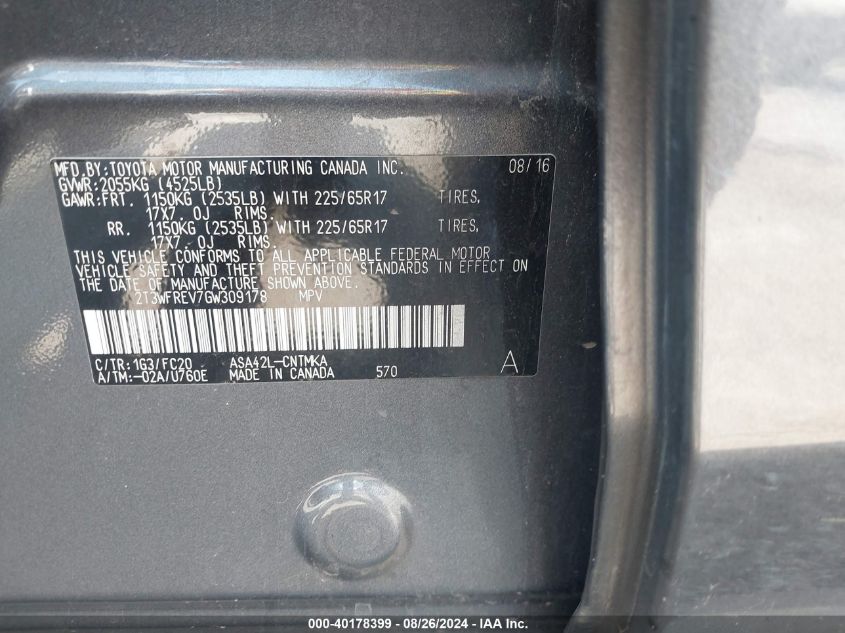 MFD.BY:TOYOTA MOTOR MANUFACTURING CANADA INC. 08/16
GVWR:2055KG (4525LB)
GAWR:FRT. 1150KG (2535LB) WITH 225/65R17 TIRES,
17X7.0J RIMS.
RR. 1150KG (2535LB) WITH 225/65R17 TIRES,
17X7.0J RIMS.
THIS VEHICLE CONFORMS TO ALL APPLICABLE FEDERAL MOTOR
VEHICLE SAFETY AND THEFT PREVENTION STANDARDS IN EFFECT ON
THE DATE OF MANUFACTURE SHOWN ABOVE.
2T3WFREV7GW309178 MPV
C/TR:1G3/FC20 ASA42L-CNTMKA
A/TM:-02A/U760E MADE IN CANADA 570 A
000-40178399 - 08/26/2024 - IAA Inc.